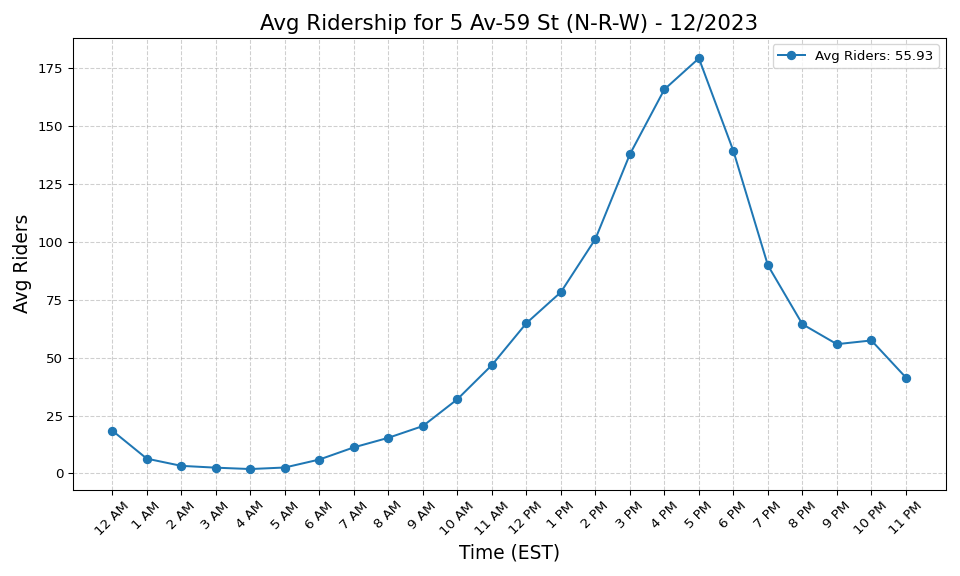 Avg Ridership for 5 Av-59 St (N-R-W) - 12/2023
Avg Riders: 55.93
175
150
125
100
75
50
25
0
Avg Riders
12 AM
1 AM
2 AM
3 AM
4 AM
5 AM
6 AM
7 AM
8 AM
9 AM
10 AM
11 AM
12 PM
1 PM
2 PM
3 PM
4 PM
5 PM
6 PM
7 PM
8 PM
9 PM
10 PM
11 PM
Time (EST)